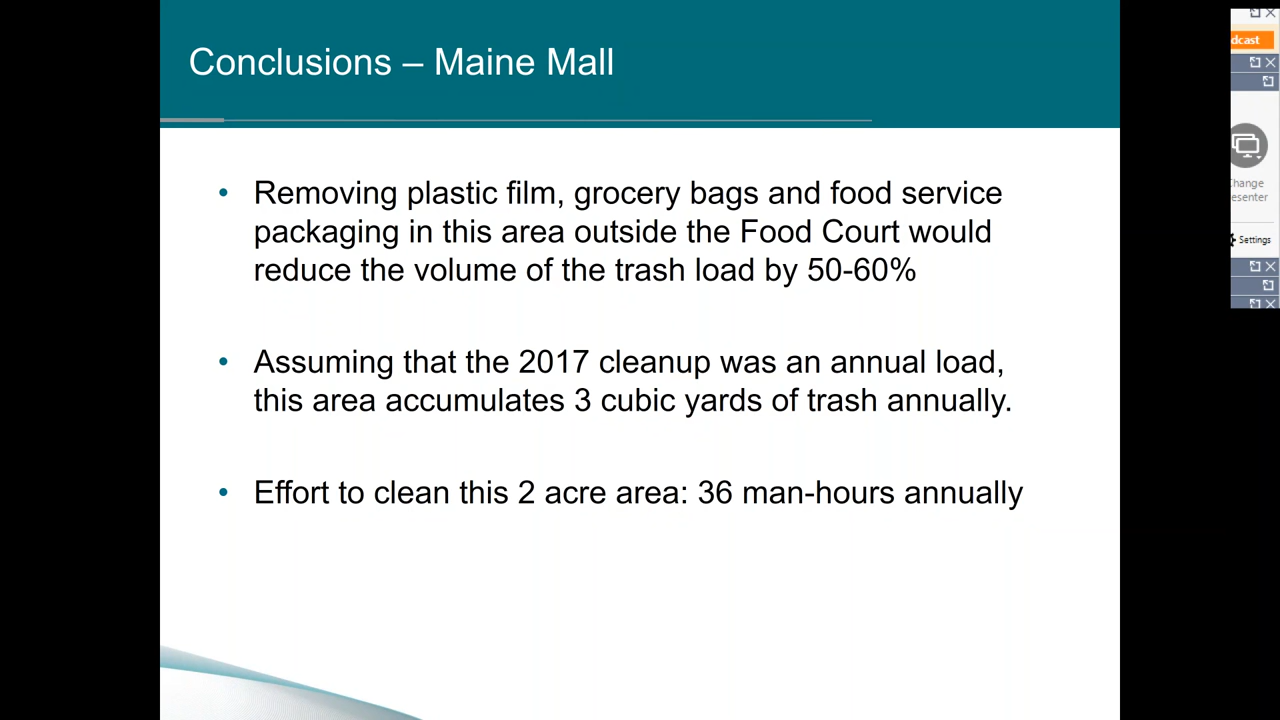 Conclusions – Maine Mall
• Removing plastic film, grocery bags and food service
packaging in this area outside the Food Court would
reduce the volume of the trash load by 50-60%
• Assuming that the 2017 cleanup was an annual load,
this area accumulates 3 cubic yards of trash annually.
• Effort to clean this 2 acre area: 36 man-hours annually
dcast
Change
esenter
Settings